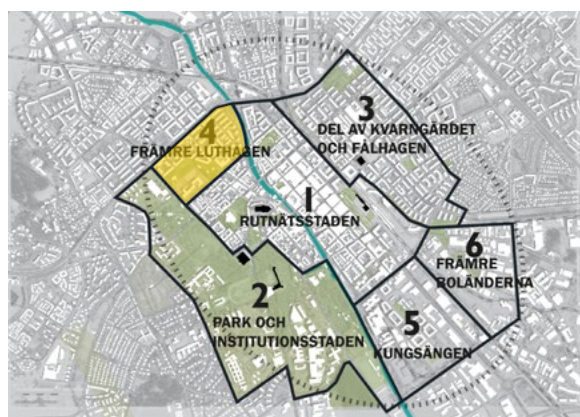 3
DEL AV KVARNGÄRDET
OCH FÅLHAGEN
4
FRÄMRE LUTHAGEN
1
RUTNÄTSSTADEN
6
FRÄMRE
BOLÄNDERNA
2
PARK OCH
INSTITUTIONSSTADEN
5
KUNGSÄNGEN